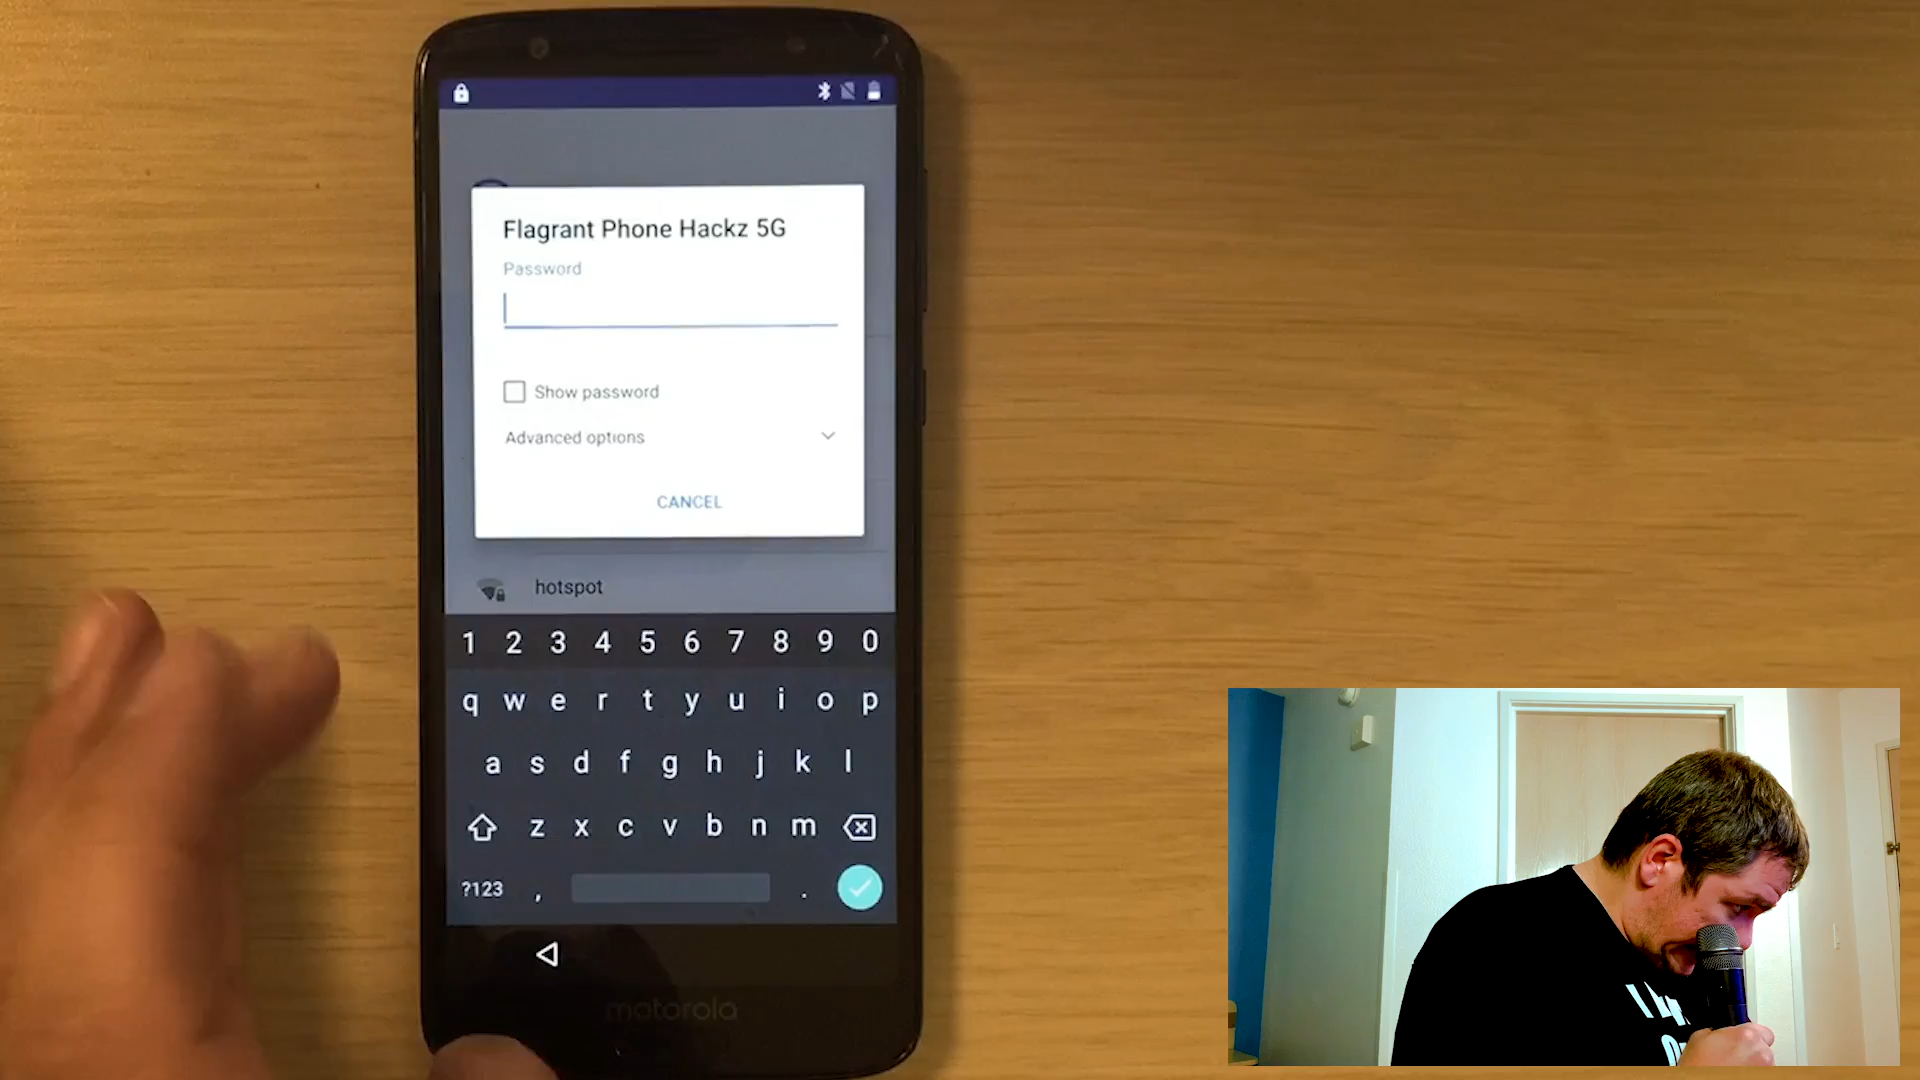 Flagrant Phone Hackz 5G
Password
Show password
Advanced options
CANCEL
hotspot
1 2 3 4 5 6 7 8 9 0
q w e r t y u i o p
a s d f g h j k l
z x c v b n m
?123 , .
motorola